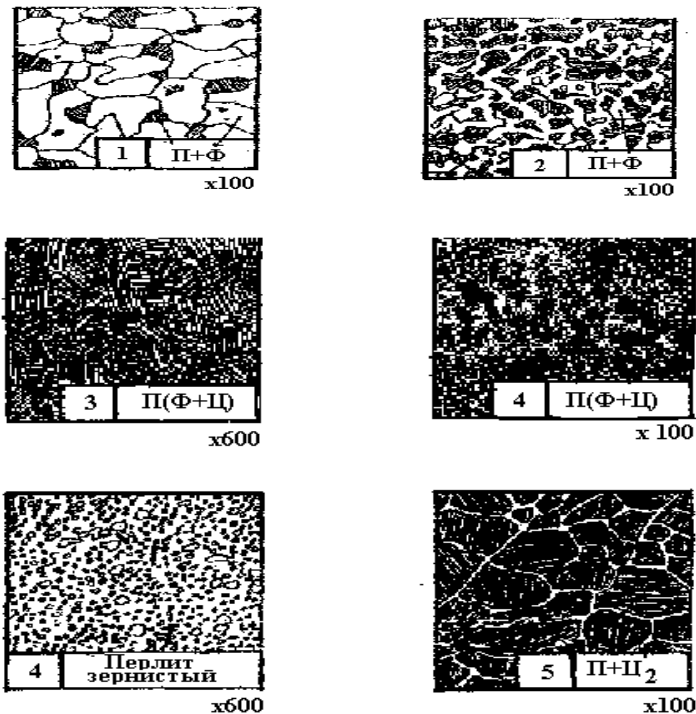 1 П+Ф
x100
2 П+Ф
x100
3 П(Ф+Ц)
x600
4 П(Ф+Ц)
x 100
4 Перлит
зернистый
x600
5 П+Ц2
x100